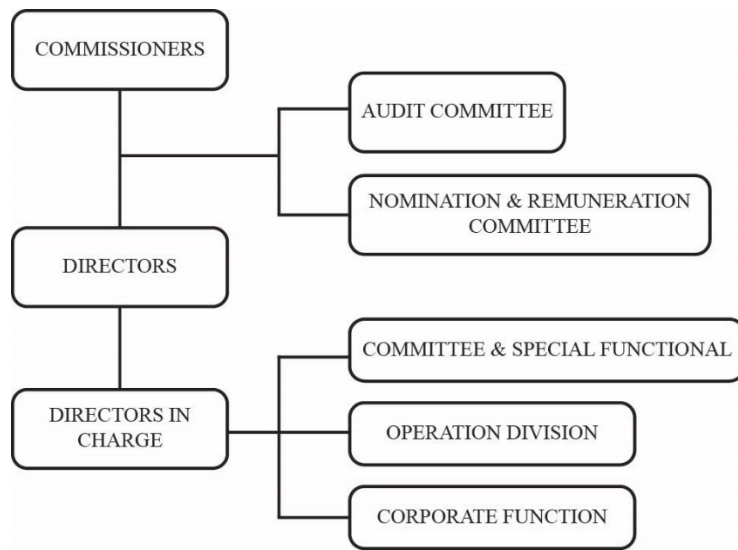 COMMISSIONERS
AUDIT COMMITTEE
NOMINATION & REMUNERATION
COMMITTEE
DIRECTORS
COMMITTEE & SPECIAL FUNCTIONAL
DIRECTORS IN
CHARGE
OPERATION DIVISION
CORPORATE FUNCTION